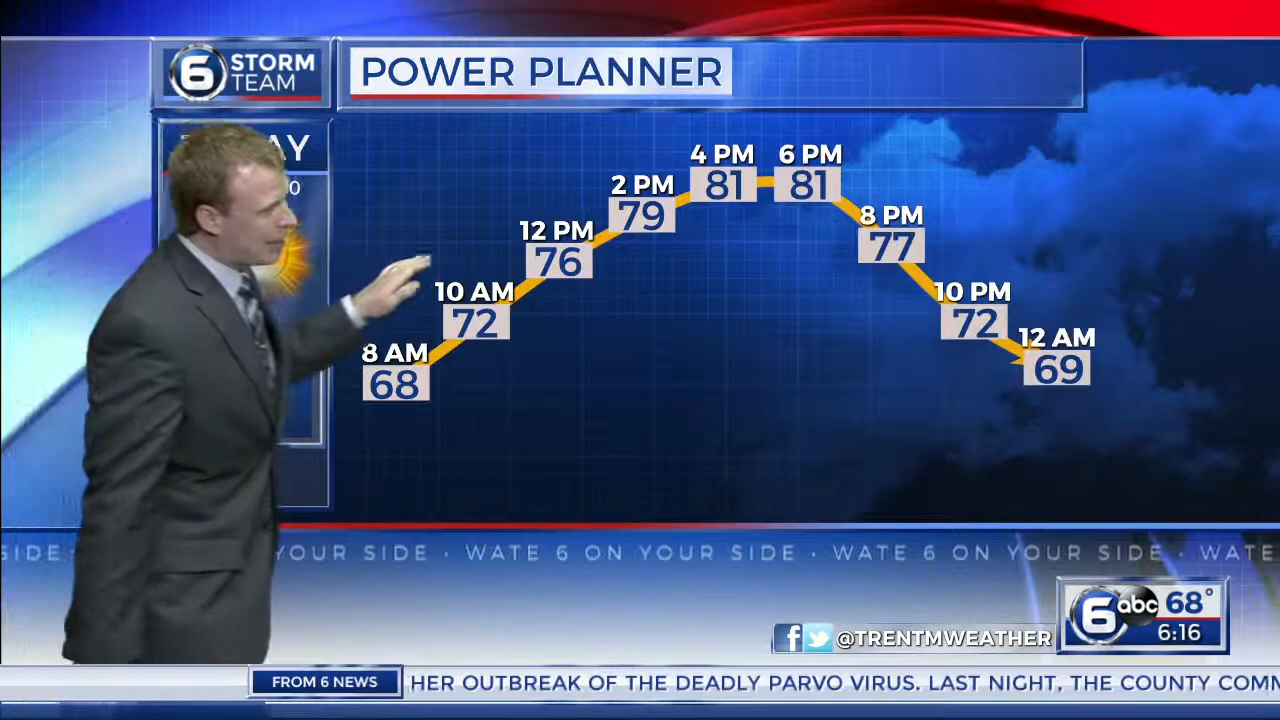 6 STORM TEAM
POWER PLANNER
AY
0
4 PM
81
6 PM
81
2 PM
79
12 PM
76
8 PM
77
10 AM
72
10 PM
72
8 AM
68
12 AM
69
SIDE · YOUR SIDE · WATE 6 ON YOUR SIDE · WATE 6 ON YOUR SIDE · WATE
6 abc 68°
6:16
@TRENTMWEATHER
FROM 6 NEWS
HER OUTBREAK OF THE DEADLY PARVO VIRUS. LAST NIGHT, THE COUNTY COMM